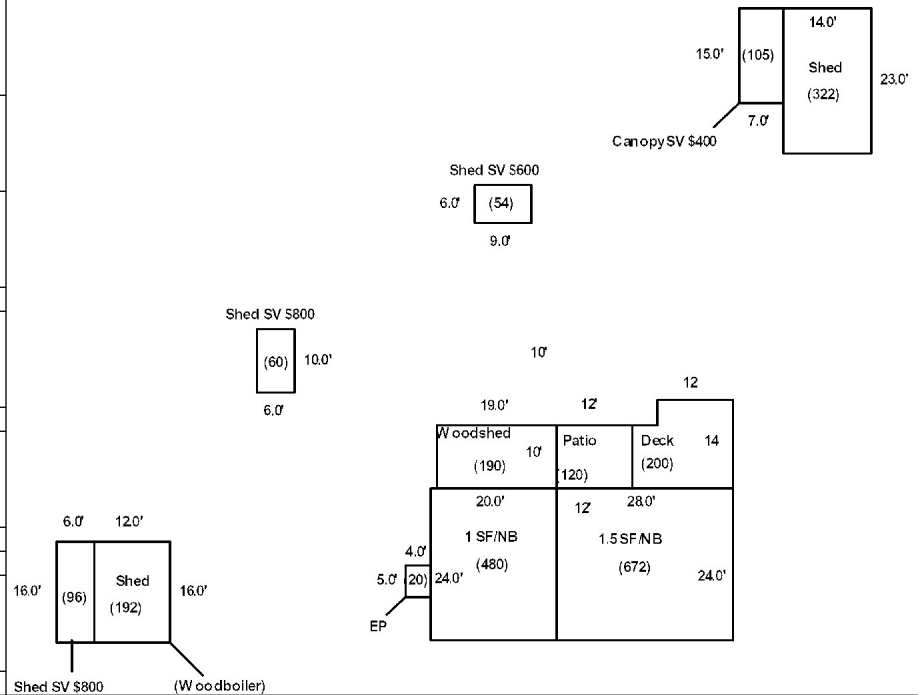 14.0'
15.0'
(105)
Shed
(322)
23.0'
7.0'
Canopy SV $400
Shed SV $600
6.0'
(54)
9.0'
Shed SV $800
(60)
10.0'
6.0'
10'
12
19.0'
12'
Woodshed
10'
(190)
Patio
(120)
Deck
(200)
14
20.0'
12'
28.0'
1 SF/NB
(480)
1.5 SF/NB
(672)
24.0'
4.0'
5.0'
(20)
24.0'
EP
6.0'
12.0'
16.0'
(96)
Shed
(192)
16.0'
Shed SV $800
(Woodboiler)